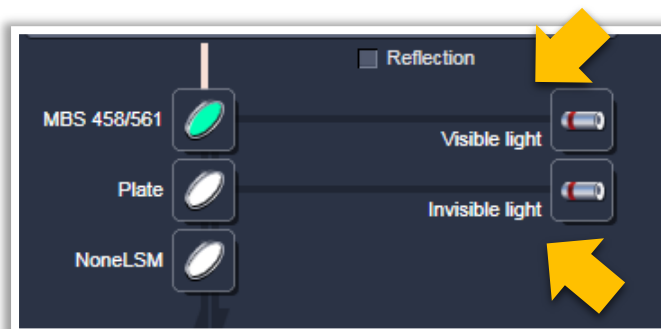 Reflection
MBS 458/561
Visible light
Plate
Invisible light
NoneLSM